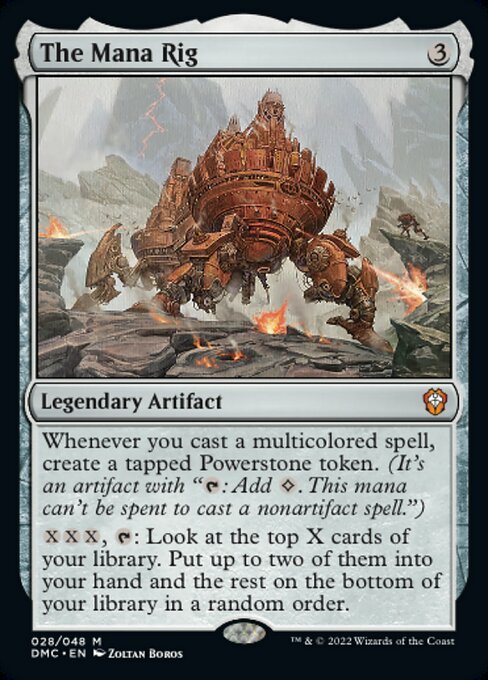 The Mana Rig 3
Legendary Artifact
Whenever you cast a multicolored spell,
create a tapped Powerstone token. (It's
an artifact with “T: Add C. This mana
can't be spent to cast a nonartifact spell.”)
X X X, T: Look at the top X cards of
your library. Put up to two of them into
your hand and the rest on the bottom of
your library in a random order.
028/048 M
DMC • EN Zoltan Boros
™ & © 2022 Wizards of the Coast